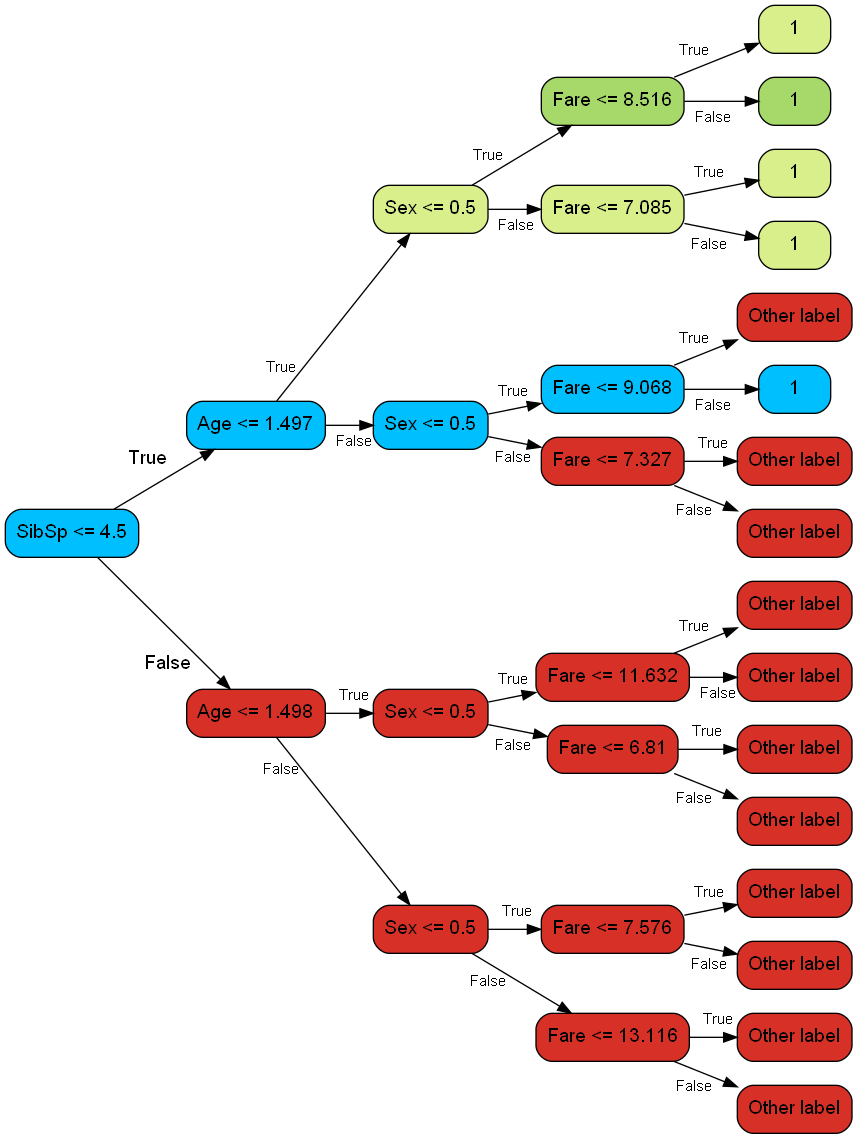 True
1
Fare <= 8.516
False
1
True
True
1
Sex <= 0.5
Fare <= 7.085
False
False
1
True
Other label
True
Fare <= 9.068
True
False
1
Age <= 1.497
Sex <= 0.5
False
False
True
Other label
Fare <= 7.327
True
False
Other label
SibSp <= 4.5
True
Other label
False
Fare <= 11.632
True
False
Other label
Age <= 1.498
True
Sex <= 0.5
False
True
Other label
Fare <= 6.81
False
False
Other label
True
Other label
True
Sex <= 0.5
Fare <= 7.576
False
False
Other label
True
Other label
Fare <= 13.116
False
Other label